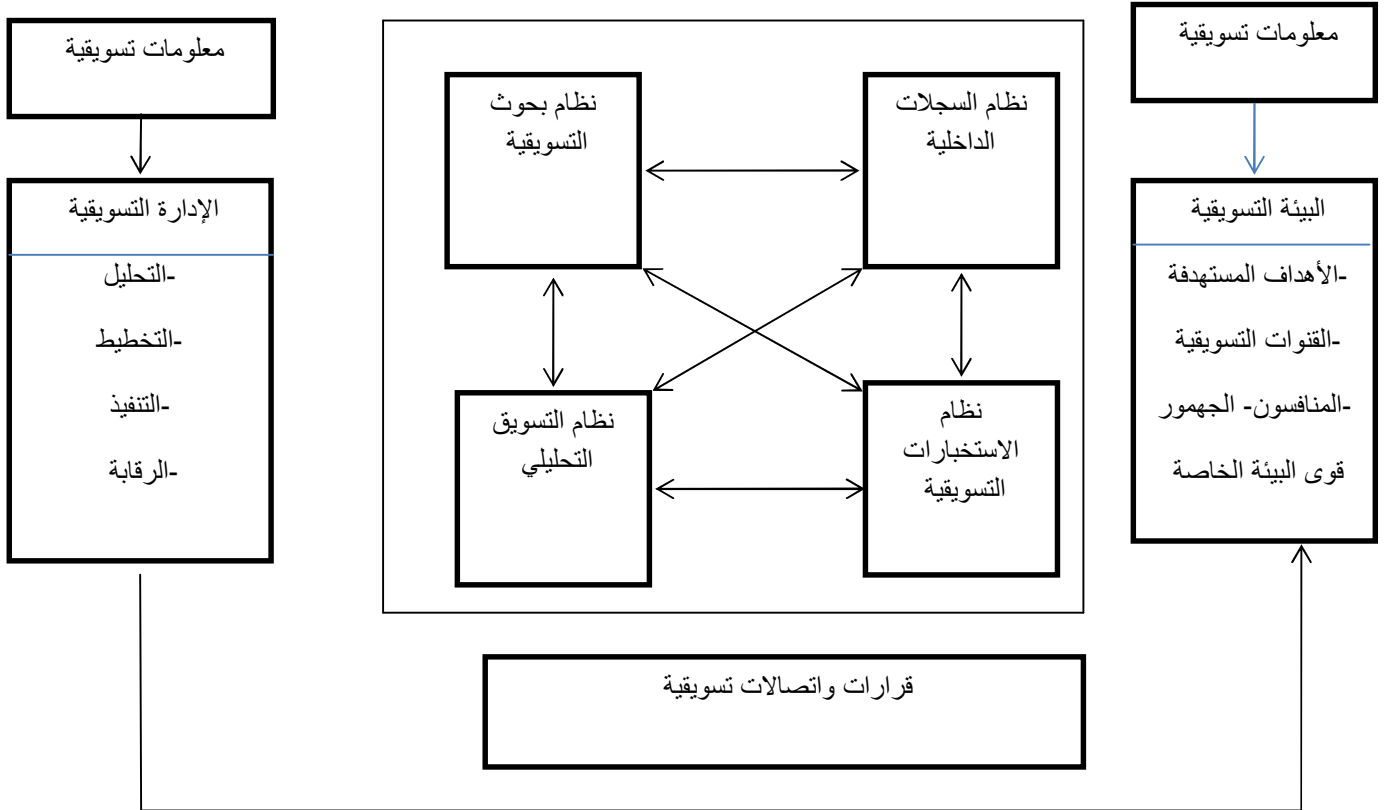 معلومات تسويقية
البيئة التسويقية
-الأهداف المستهدفة
-القنوات التسويقية
-المنافسون- الجهمور
قوى البيئة الخاصة
نظام السجلات
الداخلية
نظام بحوث
التسويقية
نظام
الاستخبارات
التسويقية
نظام التسويق
التحليلي
معلومات تسويقية
الإدارة التسويقية
-التحليل
-التخطيط
-التنفيذ
-الرقابة
قرارات واتصالات تسويقية